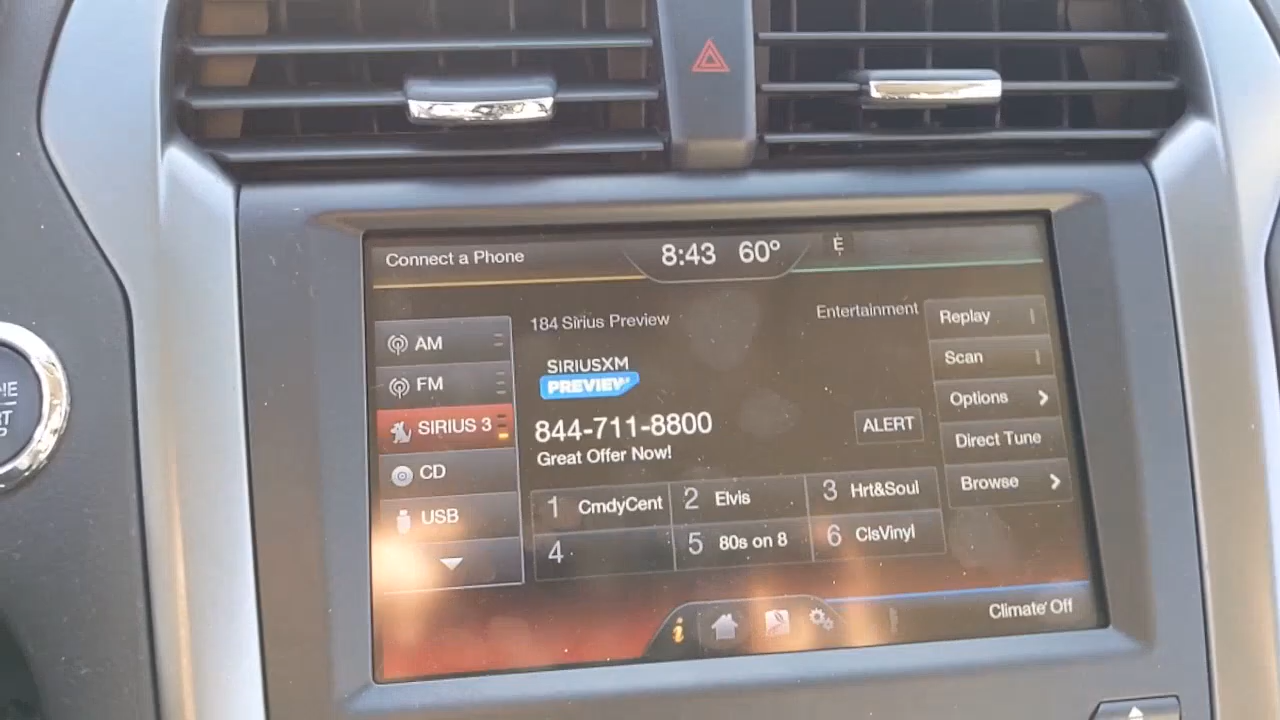 Connect a Phone
8:43 60° E
AM
FM
SIRIUS 3
CD
USB
184 Sirius Preview
Entertainment
SIRIUSXM
PREVIEW
844-711-8800
Great Offer Now!
ALERT
1 CmdyCent
2 Elvis
3 Hrt&Soul
4
5 80s on 8
6 ClsVinyl
Replay
Scan
Options
Direct Tune
Browse
i
Climate Off